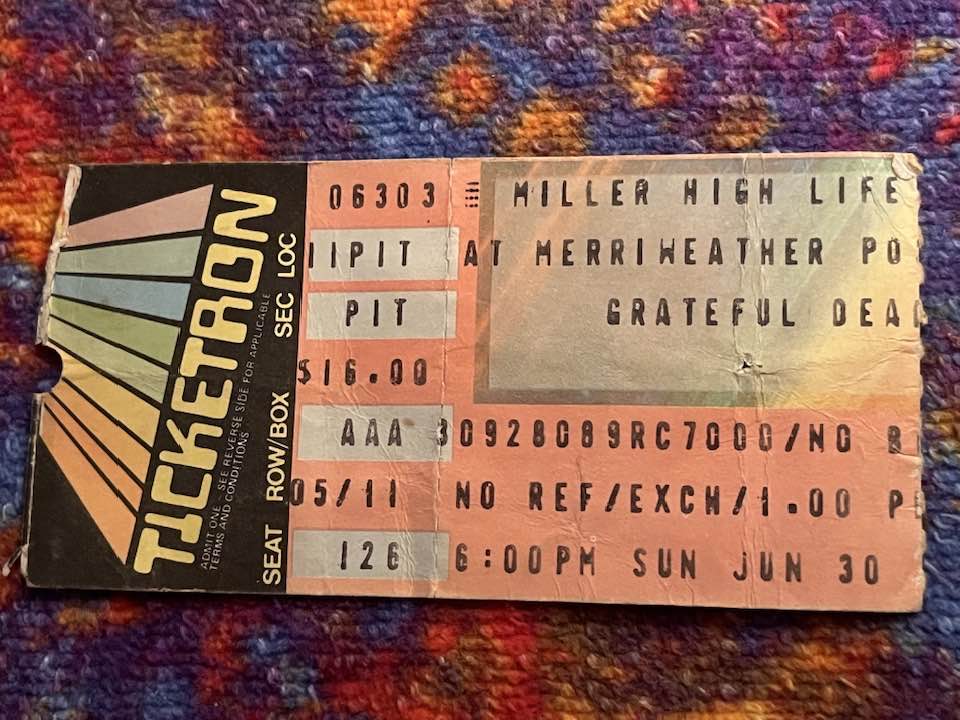 TICKETRON
ADMIT ONE - SEE REVERSE SIDE FOR APPLICABLE
TERMS AND CONDITIONS
SEAT ROW/BOX SEC LOC
06303 MILLER HIGH LIFE
IIPIT AT MERRIWEATHER PO
PIT GRATEFUL DEA
$16.00
AAA 30928089RC7000/NO
05/11 NO REF/EXCH/1.00
126 6:00PM SUN JUN 30